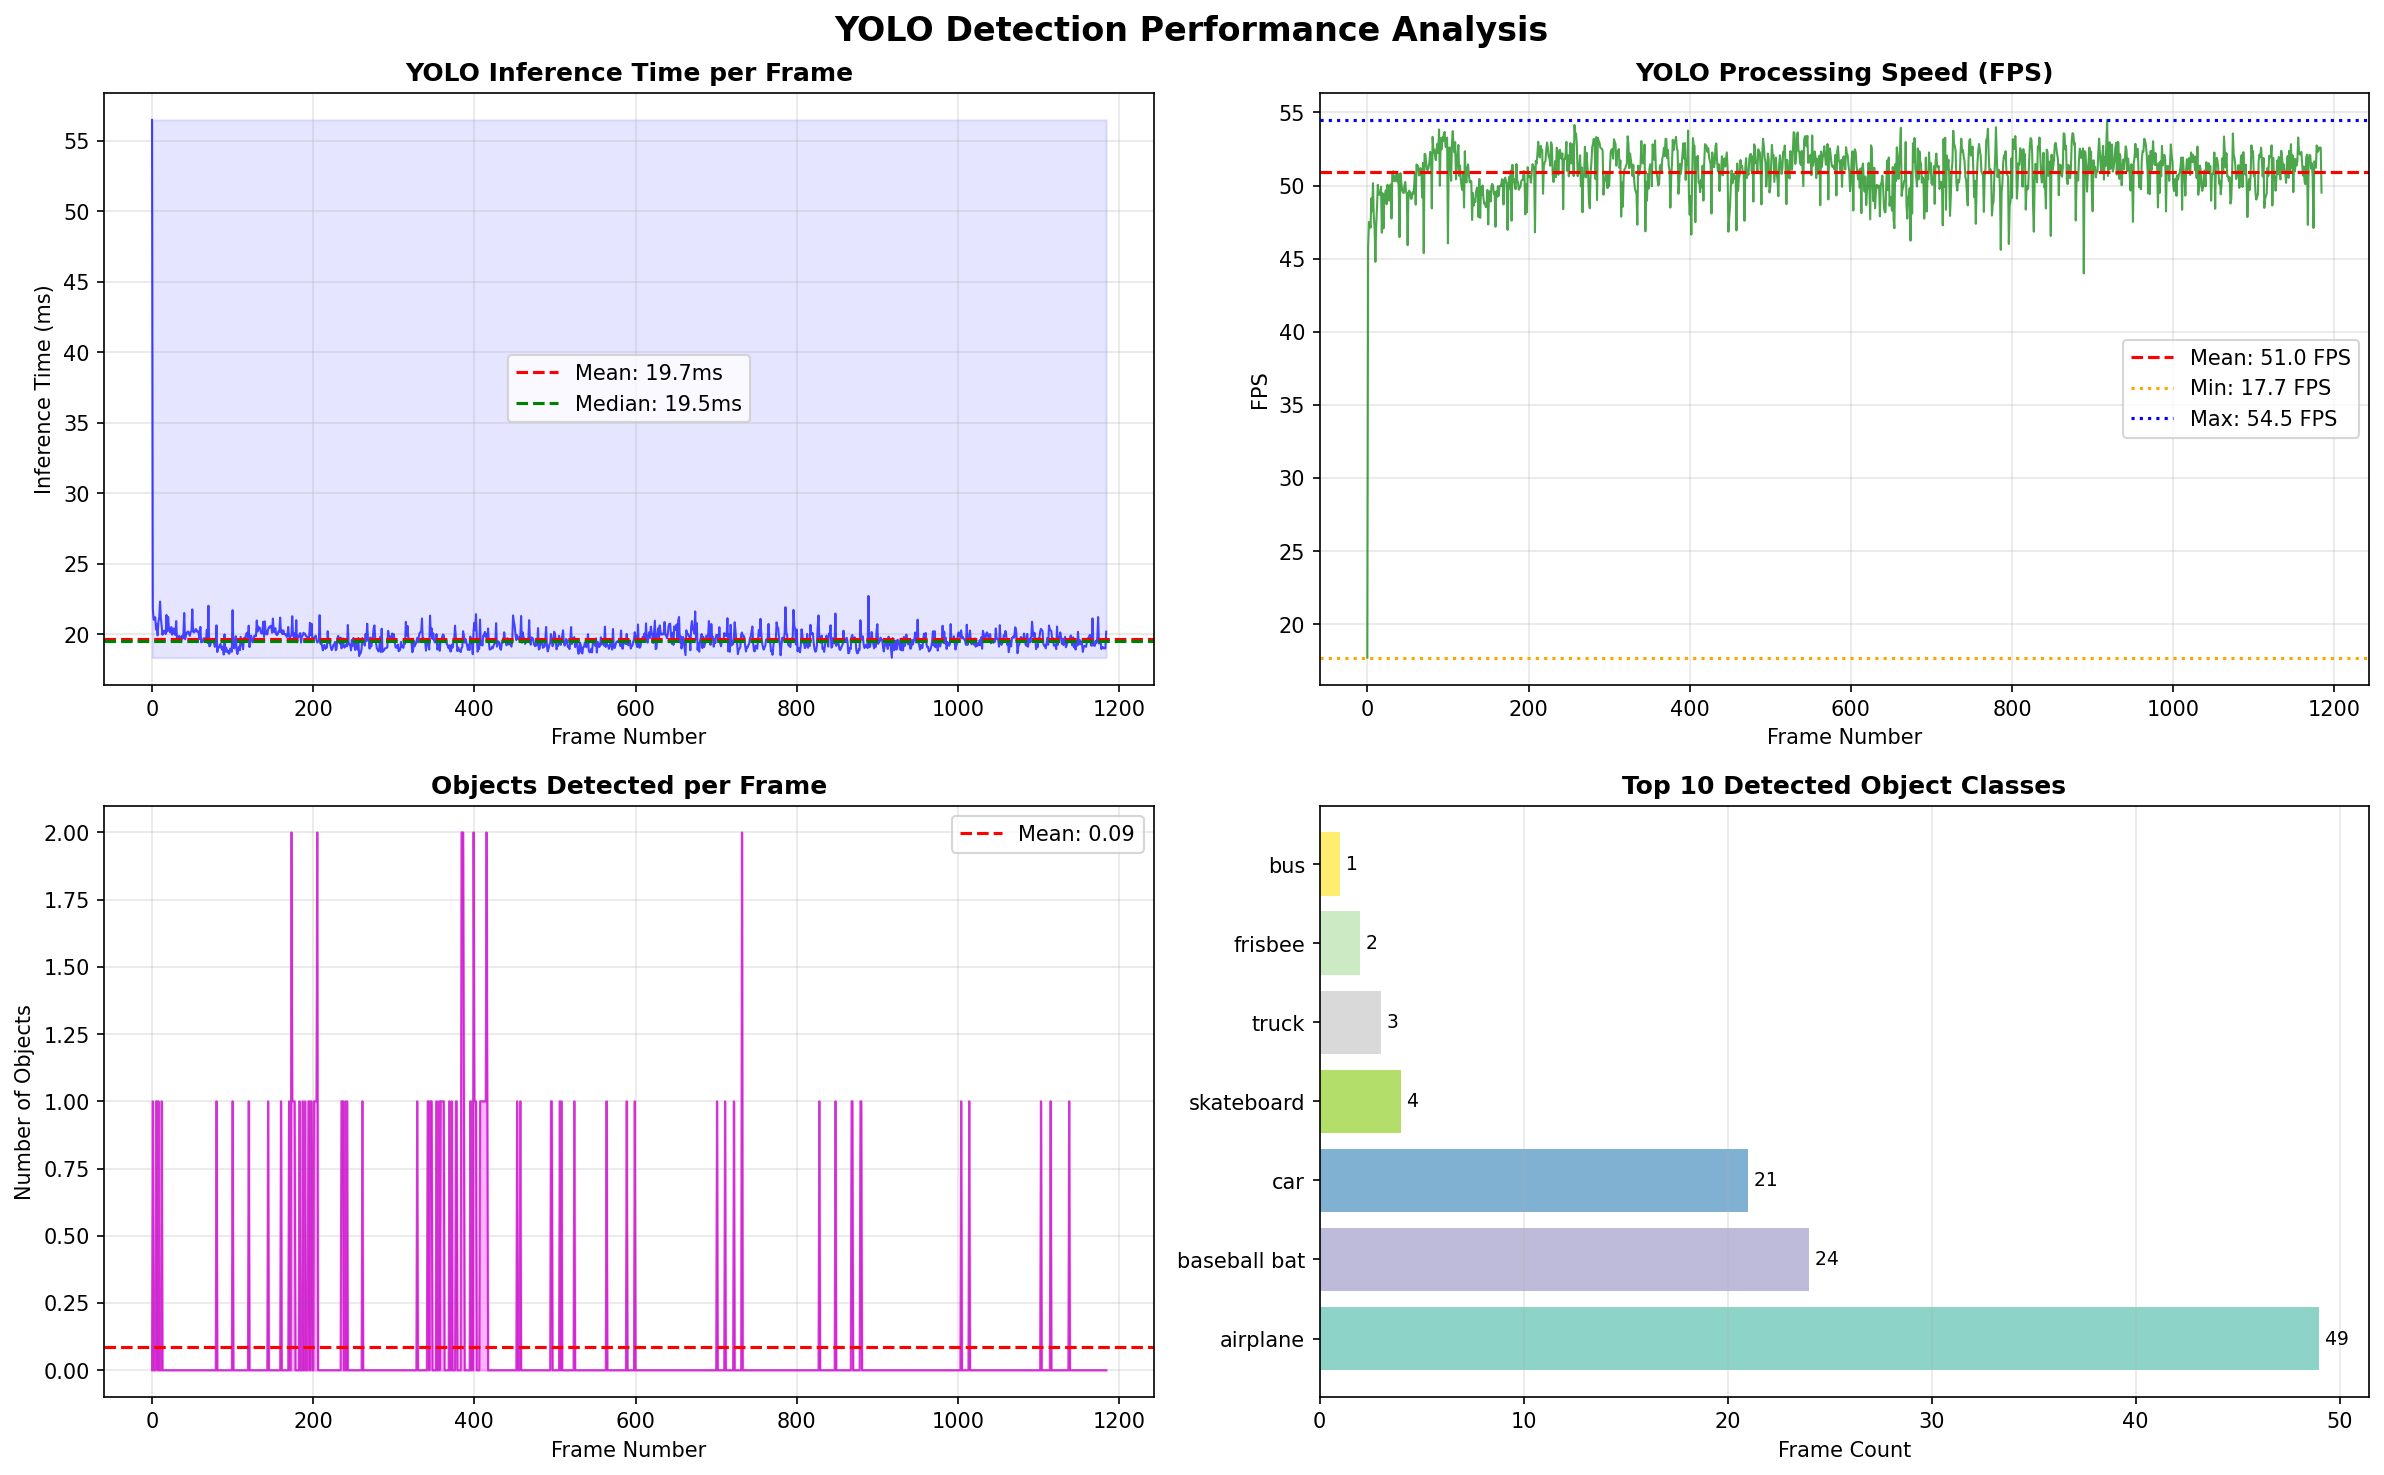 YOLO Detection Performance Analysis
YOLO Inference Time per Frame
Inference Time (ms)
55
50
45
40
35
30
25
20
Mean: 19.7ms
Median: 19.5ms
0 200 400 600 800 1000 1200
Frame Number
YOLO Processing Speed (FPS)
FPS
55
50
45
40
35
30
25
20
Mean: 51.0 FPS
Min: 17.7 FPS
Max: 54.5 FPS
0 200 400 600 800 1000 1200
Frame Number
Objects Detected per Frame
Number of Objects
2.00
1.75
1.50
1.25
1.00
0.75
0.50
0.25
0.00
Mean: 0.09
0 200 400 600 800 1000 1200
Frame Number
Top 10 Detected Object Classes
bus 1
frisbee 2
truck 3
skateboard 4
car 21
baseball bat 24
airplane 49
0 10 20 30 40 50
Frame Count